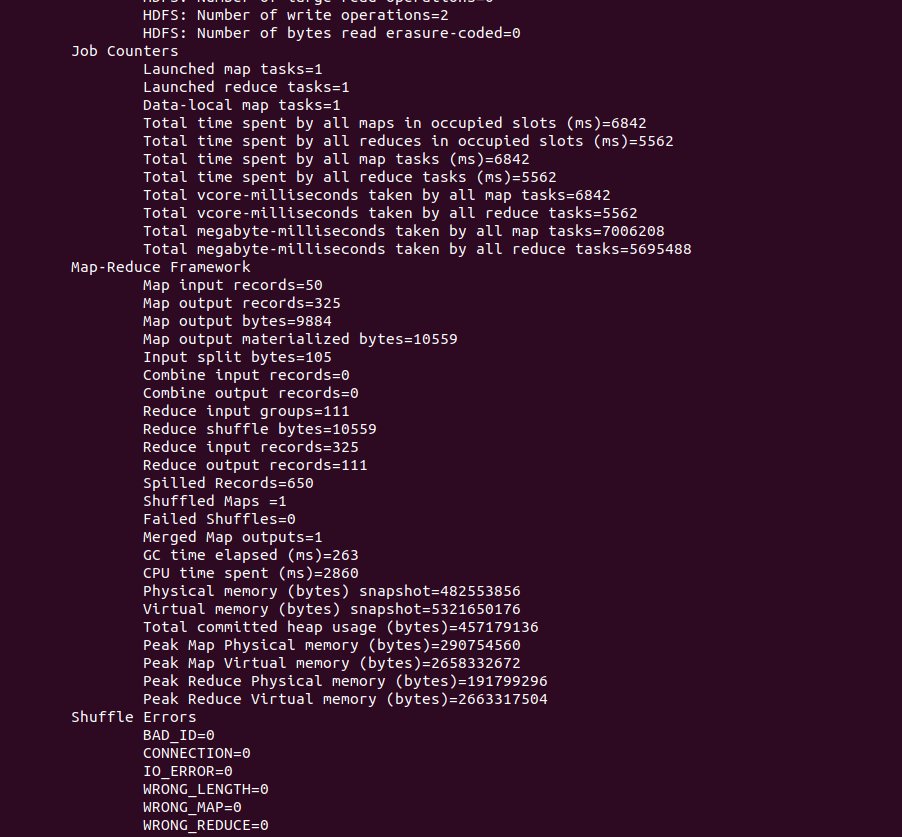 HDFS: Number of large read operations=0
HDFS: Number of write operations=2
HDFS: Number of bytes read erasure-coded=0
Job Counters
Launched map tasks=1
Launched reduce tasks=1
Data-local map tasks=1
Total time spent by all maps in occupied slots (ms)=6842
Total time spent by all reduces in occupied slots (ms)=5562
Total time spent by all map tasks (ms)=6842
Total time spent by all reduce tasks (ms)=5562
Total vcore-milliseconds taken by all map tasks=6842
Total vcore-milliseconds taken by all reduce tasks=5562
Total megabyte-milliseconds taken by all map tasks=7006208
Total megabyte-milliseconds taken by all reduce tasks=5695488
Map-Reduce Framework
Map input records=50
Map output records=325
Map output bytes=9884
Map output materialized bytes=10559
Input split bytes=105
Combine input records=0
Combine output records=0
Reduce input groups=111
Reduce shuffle bytes=10559
Reduce input records=325
Reduce output records=111
Spilled Records=650
Shuffled Maps =1
Failed Shuffles=0
Merged Map outputs=1
GC time elapsed (ms)=263
CPU time spent (ms)=2860
Physical memory (bytes) snapshot=482553856
Virtual memory (bytes) snapshot=5321650176
Total committed heap usage (bytes)=457179136
Peak Map Physical memory (bytes)=290754560
Peak Map Virtual memory (bytes)=2658332672
Peak Reduce Physical memory (bytes)=191799296
Peak Reduce Virtual memory (bytes)=2663317504
Shuffle Errors
BAD_ID=0
CONNECTION=0
IO_ERROR=0
WRONG_LENGTH=0
WRONG_MAP=0
WRONG_REDUCE=0